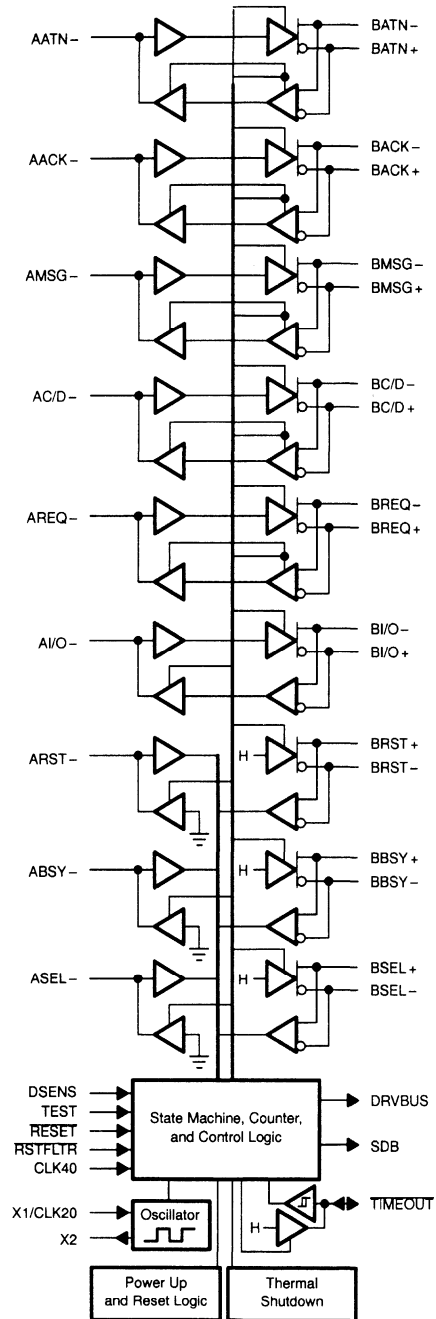 AATN– BATN–
BATN+
AACK– BACK–
BACK+
AMSG– BMSG–
BMSG+
AC/D– BC/D–
BC/D+
AREQ– BREQ–
BREQ+
AI/O– BI/O–
BI/O+
ARST– H BRST+
BRST–
ABSY– H BBSY+
BBSY–
ASEL– H BSEL+
BSEL–
DSENS
TEST
RESET
RSTFLTR
CLK40
State Machine, Counter,
and Control Logic
DRVBUS
SDB
X1/CLK20
X2
Oscillator
H
TIMEOUT
Power Up
and Reset Logic
Thermal
Shutdown